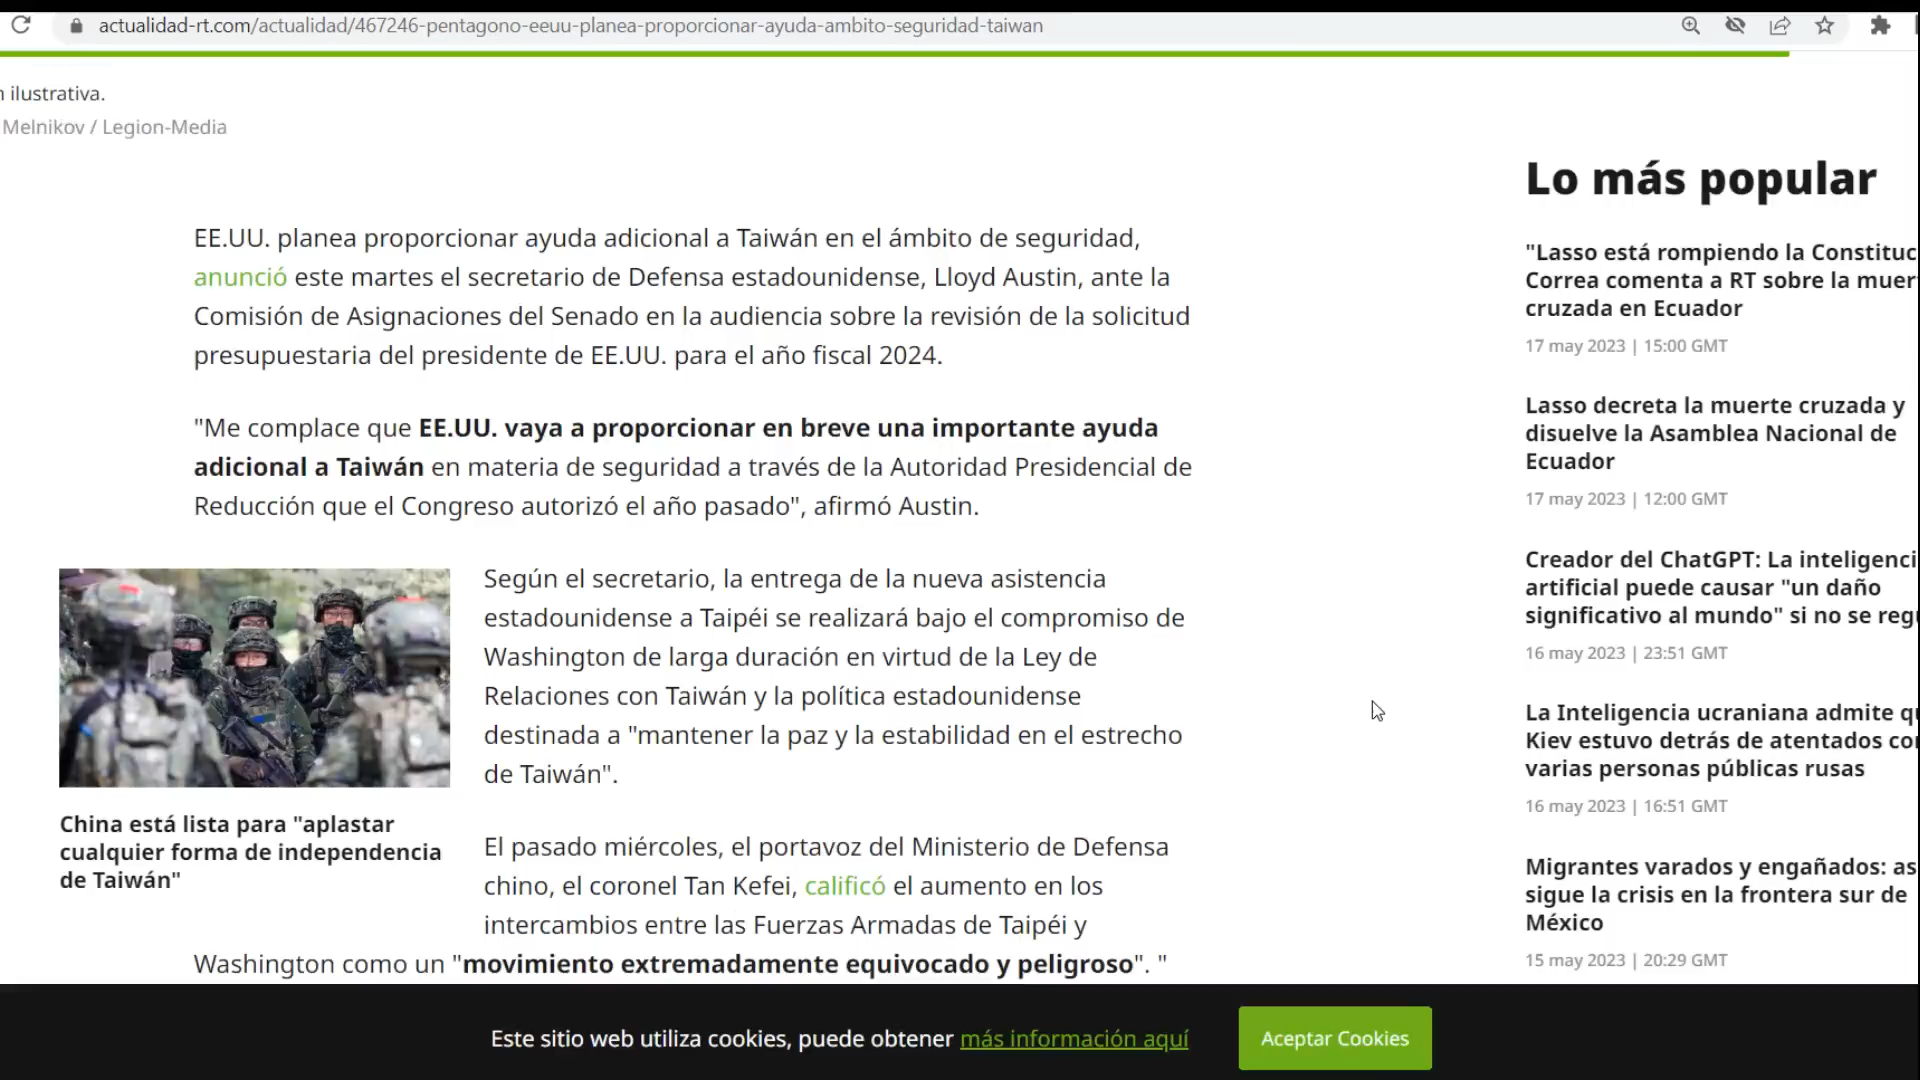 actualidad-rt.com/actualidad/467246-pentagono-eeuu-planea-proporcionar-ayuda-ambito-seguridad-taiwan
n ilustrativa.
Melnikov / Legion-Media
EE.UU. planea proporcionar ayuda adicional a Taiwán en el ámbito de seguridad,
anunció este martes el secretario de Defensa estadounidense, Lloyd Austin, ante la
Comisión de Asignaciones del Senado en la audiencia sobre la revisión de la solicitud
presupuestaria del presidente de EE.UU. para el año fiscal 2024.
"Me complace que EE.UU. vaya a proporcionar en breve una importante ayuda
adicional a Taiwán en materia de seguridad a través de la Autoridad Presidencial de
Reducción que el Congreso autorizó el año pasado", afirmó Austin.
China está lista para "aplastar
cualquier forma de independencia
de Taiwán"
Según el secretario, la entrega de la nueva asistencia
estadounidense a Taipéi se realizará bajo el compromiso de
Washington de larga duración en virtud de la Ley de
Relaciones con Taiwán y la política estadounidense
destinada a "mantener la paz y la estabilidad en el estrecho
de Taiwán".
El pasado miércoles, el portavoz del Ministerio de Defensa
chino, el coronel Tan Kefei, calificó el aumento en los
intercambios entre las Fuerzas Armadas de Taipéi y
Washington como un "movimiento extremadamente equivocado y peligroso". "
Lo más popular
"Lasso está rompiendo la Constituc
Correa comenta a RT sobre la muer
cruzada en Ecuador
17 may 2023 | 15:00 GMT
Lasso decreta la muerte cruzada y
disuelve la Asamblea Nacional de
Ecuador
17 may 2023 | 12:00 GMT
Creador del ChatGPT: La inteligenci
artificial puede causar "un daño
significativo al mundo" si no se regu
16 may 2023 | 23:51 GMT
La Inteligencia ucraniana admite qu
Kiev estuvo detrás de atentados con
varias personas públicas rusas
16 may 2023 | 16:51 GMT
Migrantes varados y engañados: as
sigue la crisis en la frontera sur de
México
15 may 2023 | 20:29 GMT
Este sitio web utiliza cookies, puede obtener más información aquí
Aceptar Cookies